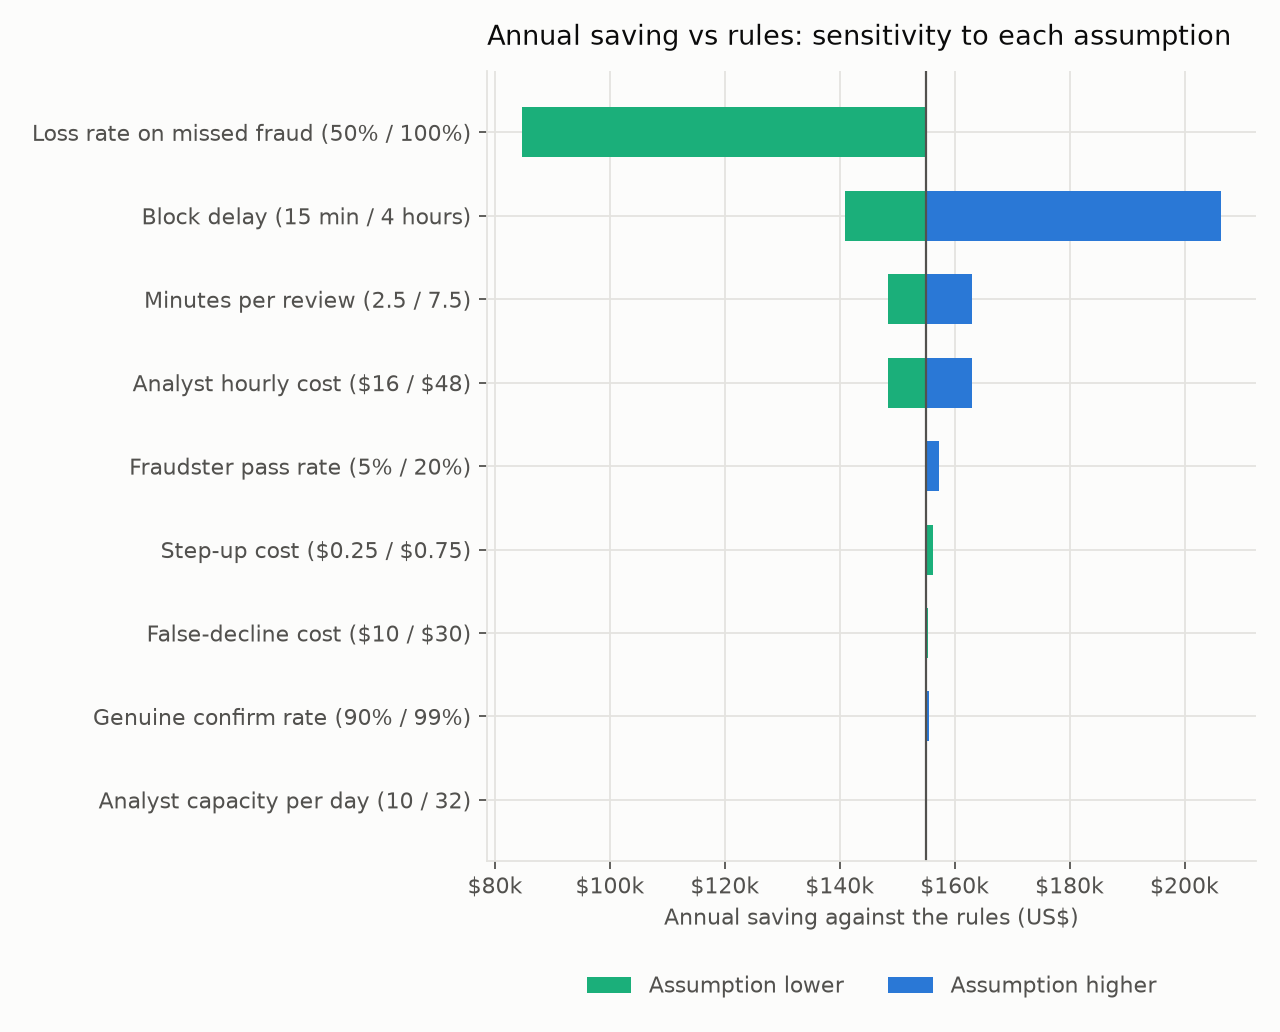 Annual saving vs rules: sensitivity to each assumption
Loss rate on missed fraud (50% / 100%)
Block delay (15 min / 4 hours)
Minutes per review (2.5 / 7.5)
Analyst hourly cost ($16 / $48)
Fraudster pass rate (5% / 20%)
Step-up cost ($0.25 / $0.75)
False-decline cost ($10 / $30)
Genuine confirm rate (90% / 99%)
Analyst capacity per day (10 / 32)
$80k $100k $120k $140k $160k $180k $200k
Annual saving against the rules (US$)
Assumption lower Assumption higher